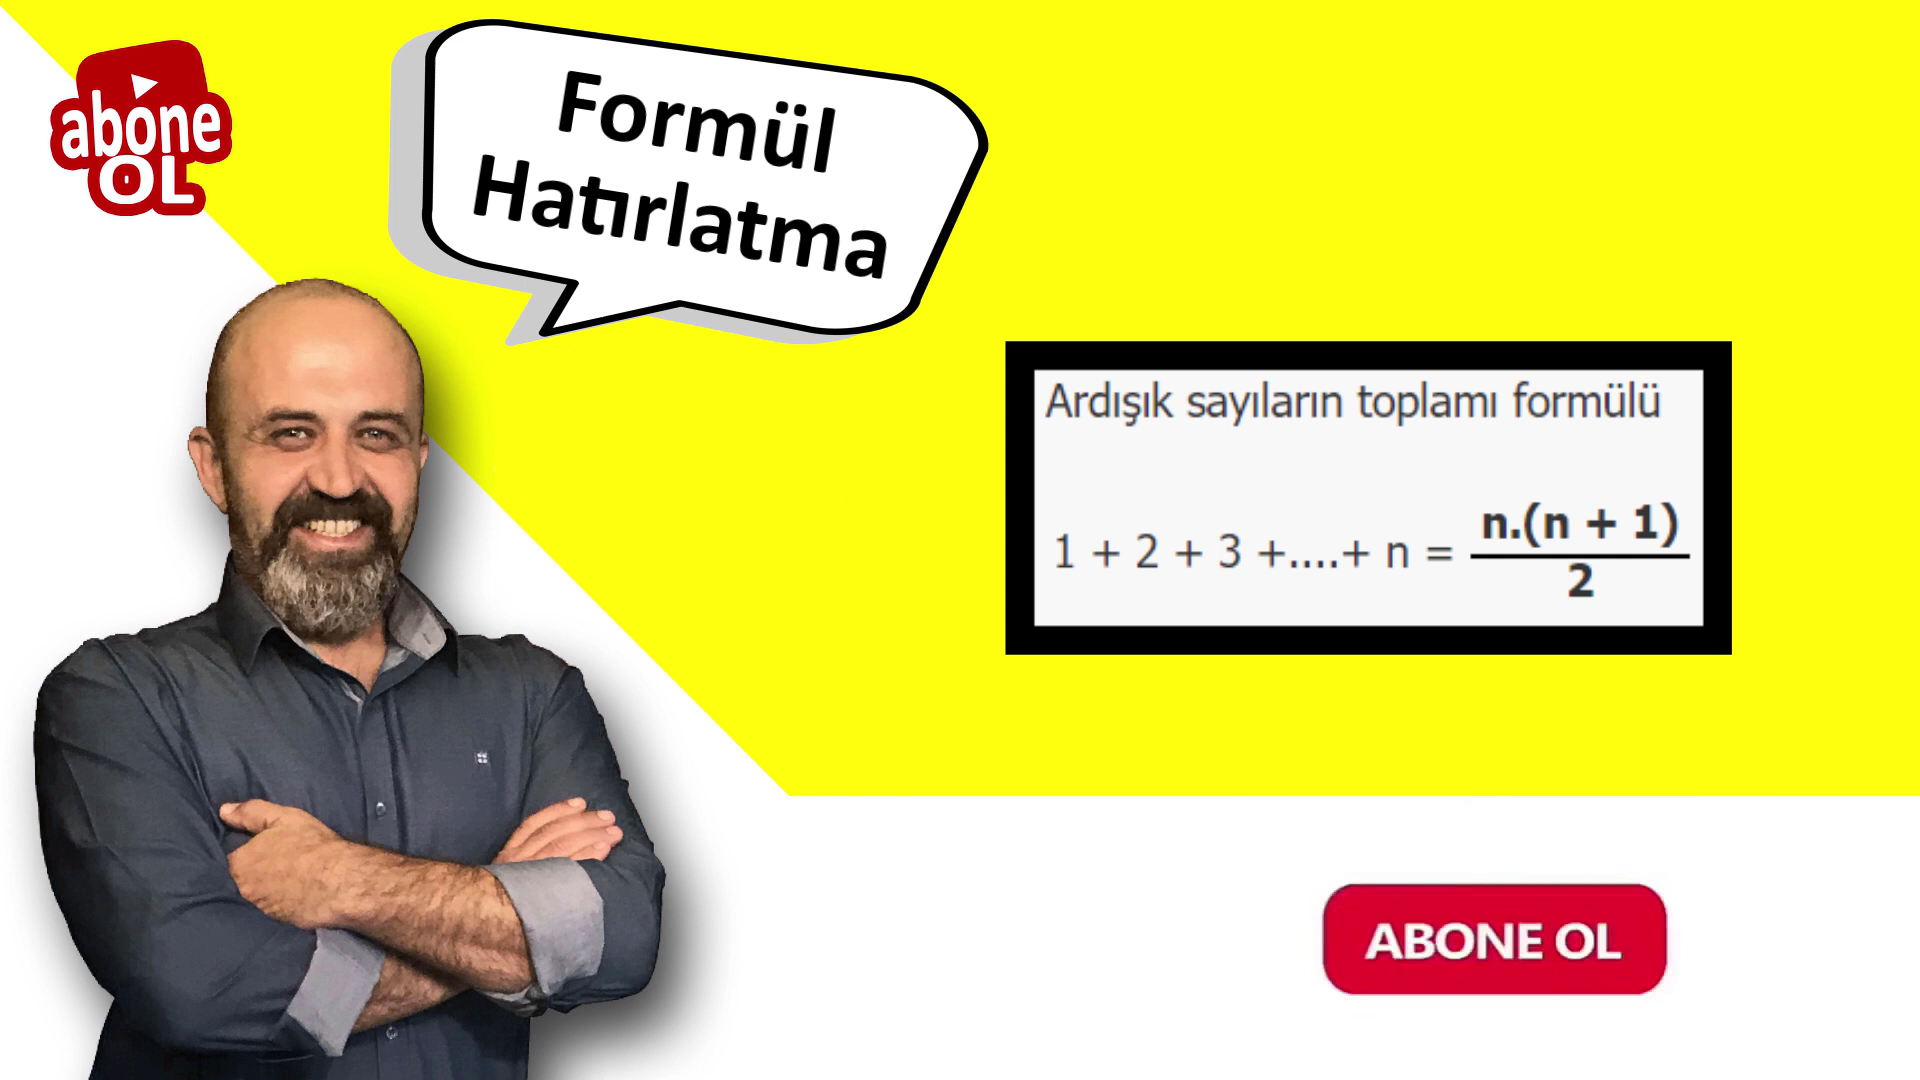 abone
OL
Formül
Hatırlatma
Ardışık sayıların toplamı formülü
1 + 2 + 3 +....+ n = n.(n + 1)
2
ABONE OL